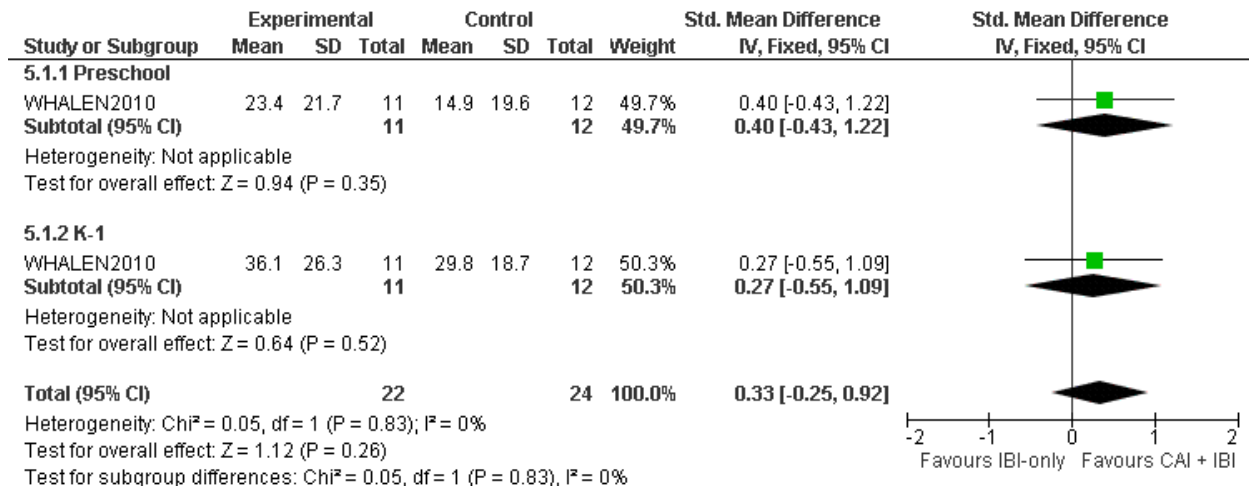 Experimental Control Std. Mean Difference Std. Mean Difference
Study or Subgroup Mean SD Total Mean SD Total Weight IV, Fixed, 95% CI IV, Fixed, 95% CI
5.1.1 Preschool
WHALEN2010 23.4 21.7 11 14.9 19.6 12 49.7% 0.40 [-0.43, 1.22]
Subtotal (95% CI) 11 12 49.7% 0.40 [-0.43, 1.22]
Heterogeneity: Not applicable
Test for overall effect: Z = 0.94 (P = 0.35)
5.1.2 K-1
WHALEN2010 36.1 26.3 11 29.8 18.7 12 50.3% 0.27 [-0.55, 1.09]
Subtotal (95% CI) 11 12 50.3% 0.27 [-0.55, 1.09]
Heterogeneity: Not applicable
Test for overall effect: Z = 0.64 (P = 0.52)
Total (95% CI) 22 24 100.0% 0.33 [-0.25, 0.92]
Heterogeneity: Chi² = 0.05, df = 1 (P = 0.83); I² = 0%
Test for overall effect: Z = 1.12 (P = 0.26)
Test for subgroup differences: Chi² = 0.05, df = 1 (P = 0.83), I² = 0%
-2 -1 0 1 2
Favours IBI-only Favours CAI + IBI